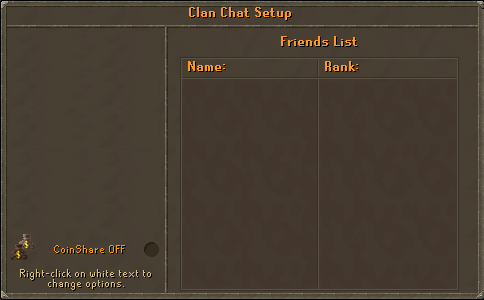 Clan Chat Setup
Friends List
Name: Rank:
CoinShare OFF
Right-click on white text to
change options.